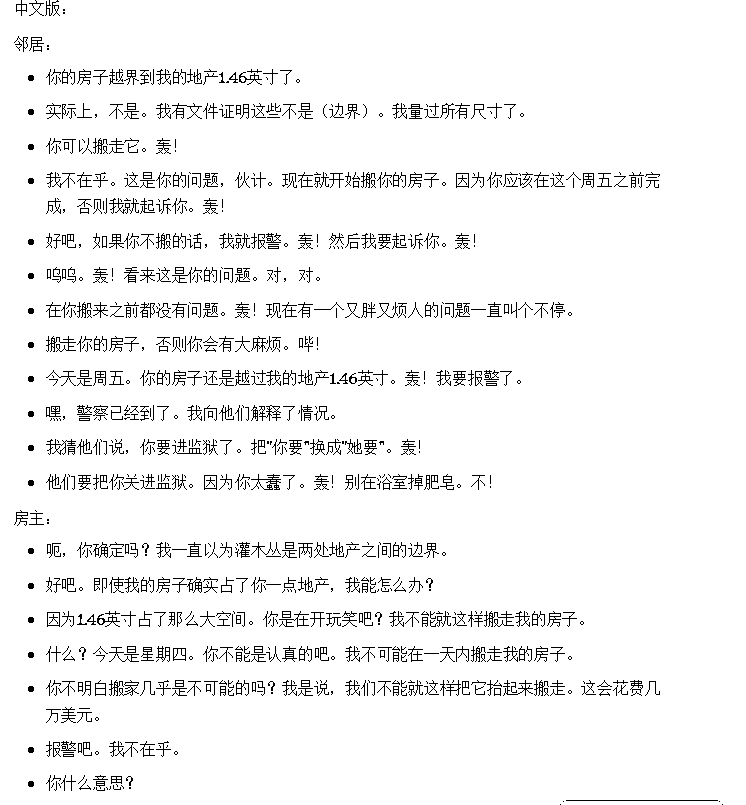 中文版：
邻居：
你的房子越界到我的地产1.46英寸了。
实际上，不是。我有文件证明这些不是（边界）。我量过所有尺寸了。
你可以搬走它。轰！
我不在乎。这是你的问题，伙计。现在就开始搬你的房子。因为你应该在这个周五之前完
成，否则我就起诉你。轰！
好吧，如果你不搬的话，我就报警。轰！然后我要起诉你。轰！
呜呜。轰！看来这是你的问题。对，对。
在你搬来之前都没有问题。轰！现在有一个又胖又烦人的问题一直叫个不停。
搬走你的房子，否则你会有大麻烦。哔！
今天是周五。你的房子还是越过我的地产1.46英寸。轰！我要报警了。
嘿，警察已经到了。我向他们解释了情况。
我猜他们说，你要进监狱了。把"你要"换成"她要"。轰！
他们要把你关进监狱。因为你太蠢了。轰！别在浴室掉肥皂。不！
房主：
呃，你确定吗？我一直以为灌木丛是两处地产之间的边界。
好吧。即使我的房子确实占了你一点地产，我能怎么办？
因为1.46英寸占了那么大空间。你是在开玩笑吧？我不能就这样搬走我的房子。
什么？今天是星期四。你不能是认真的吧。我不可能在一天内搬走我的房子。
你不明白搬家几乎是不可能的吗？我是说，我们不能就这样把它抬起来搬走。这会花费几
万美元。
报警吧。我不在乎。
你什么意思？